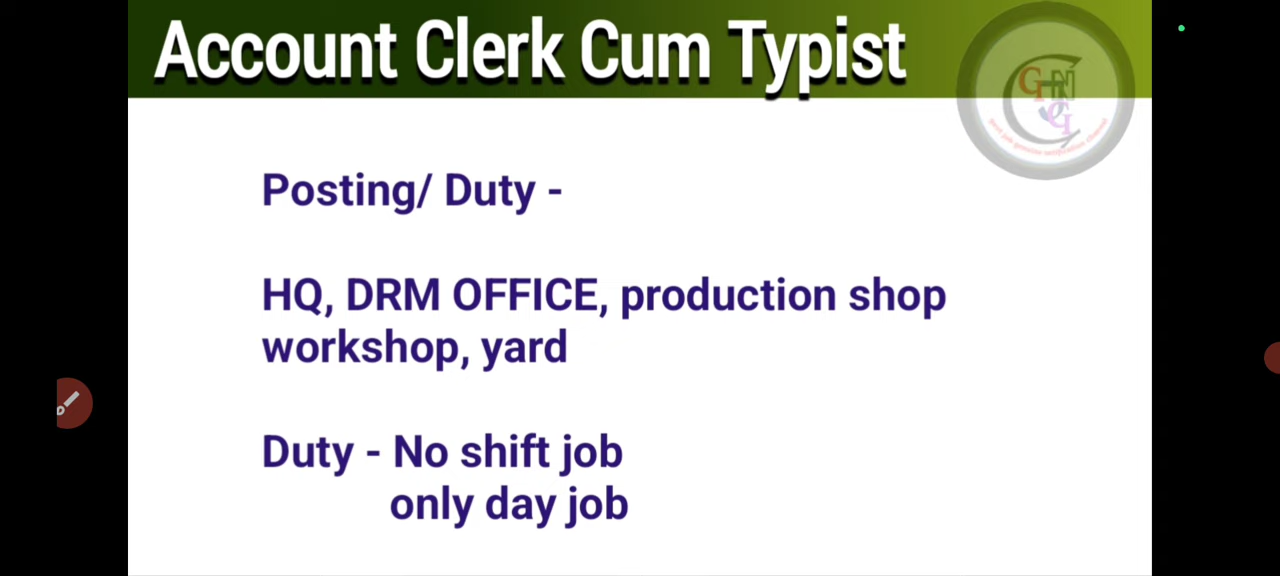 Account Clerk Cum Typist
Posting/ Duty -
HQ, DRM OFFICE, production shop
workshop, yard
Duty - No shift job
only day job